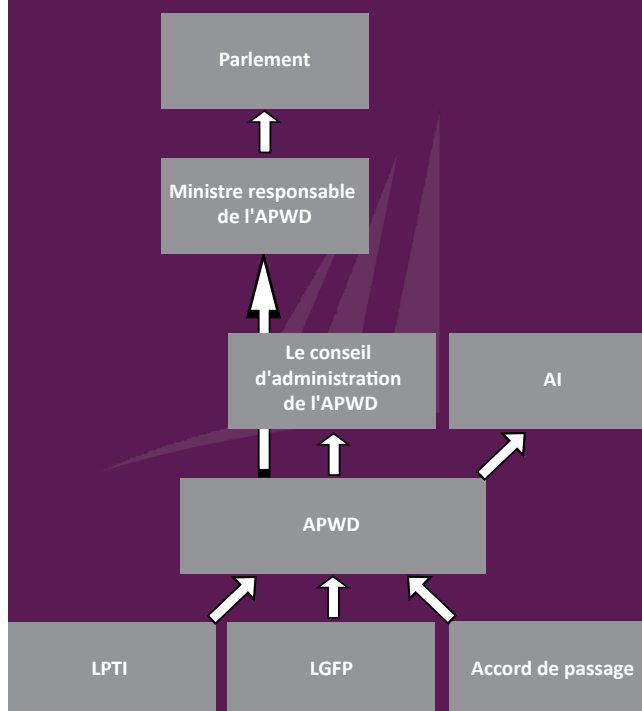 Parlement
Ministre responsable
de l'APWD
Le conseil
d'administration
de l'APWD
AI
APWD
LPTI
LGFP
Accord de passage